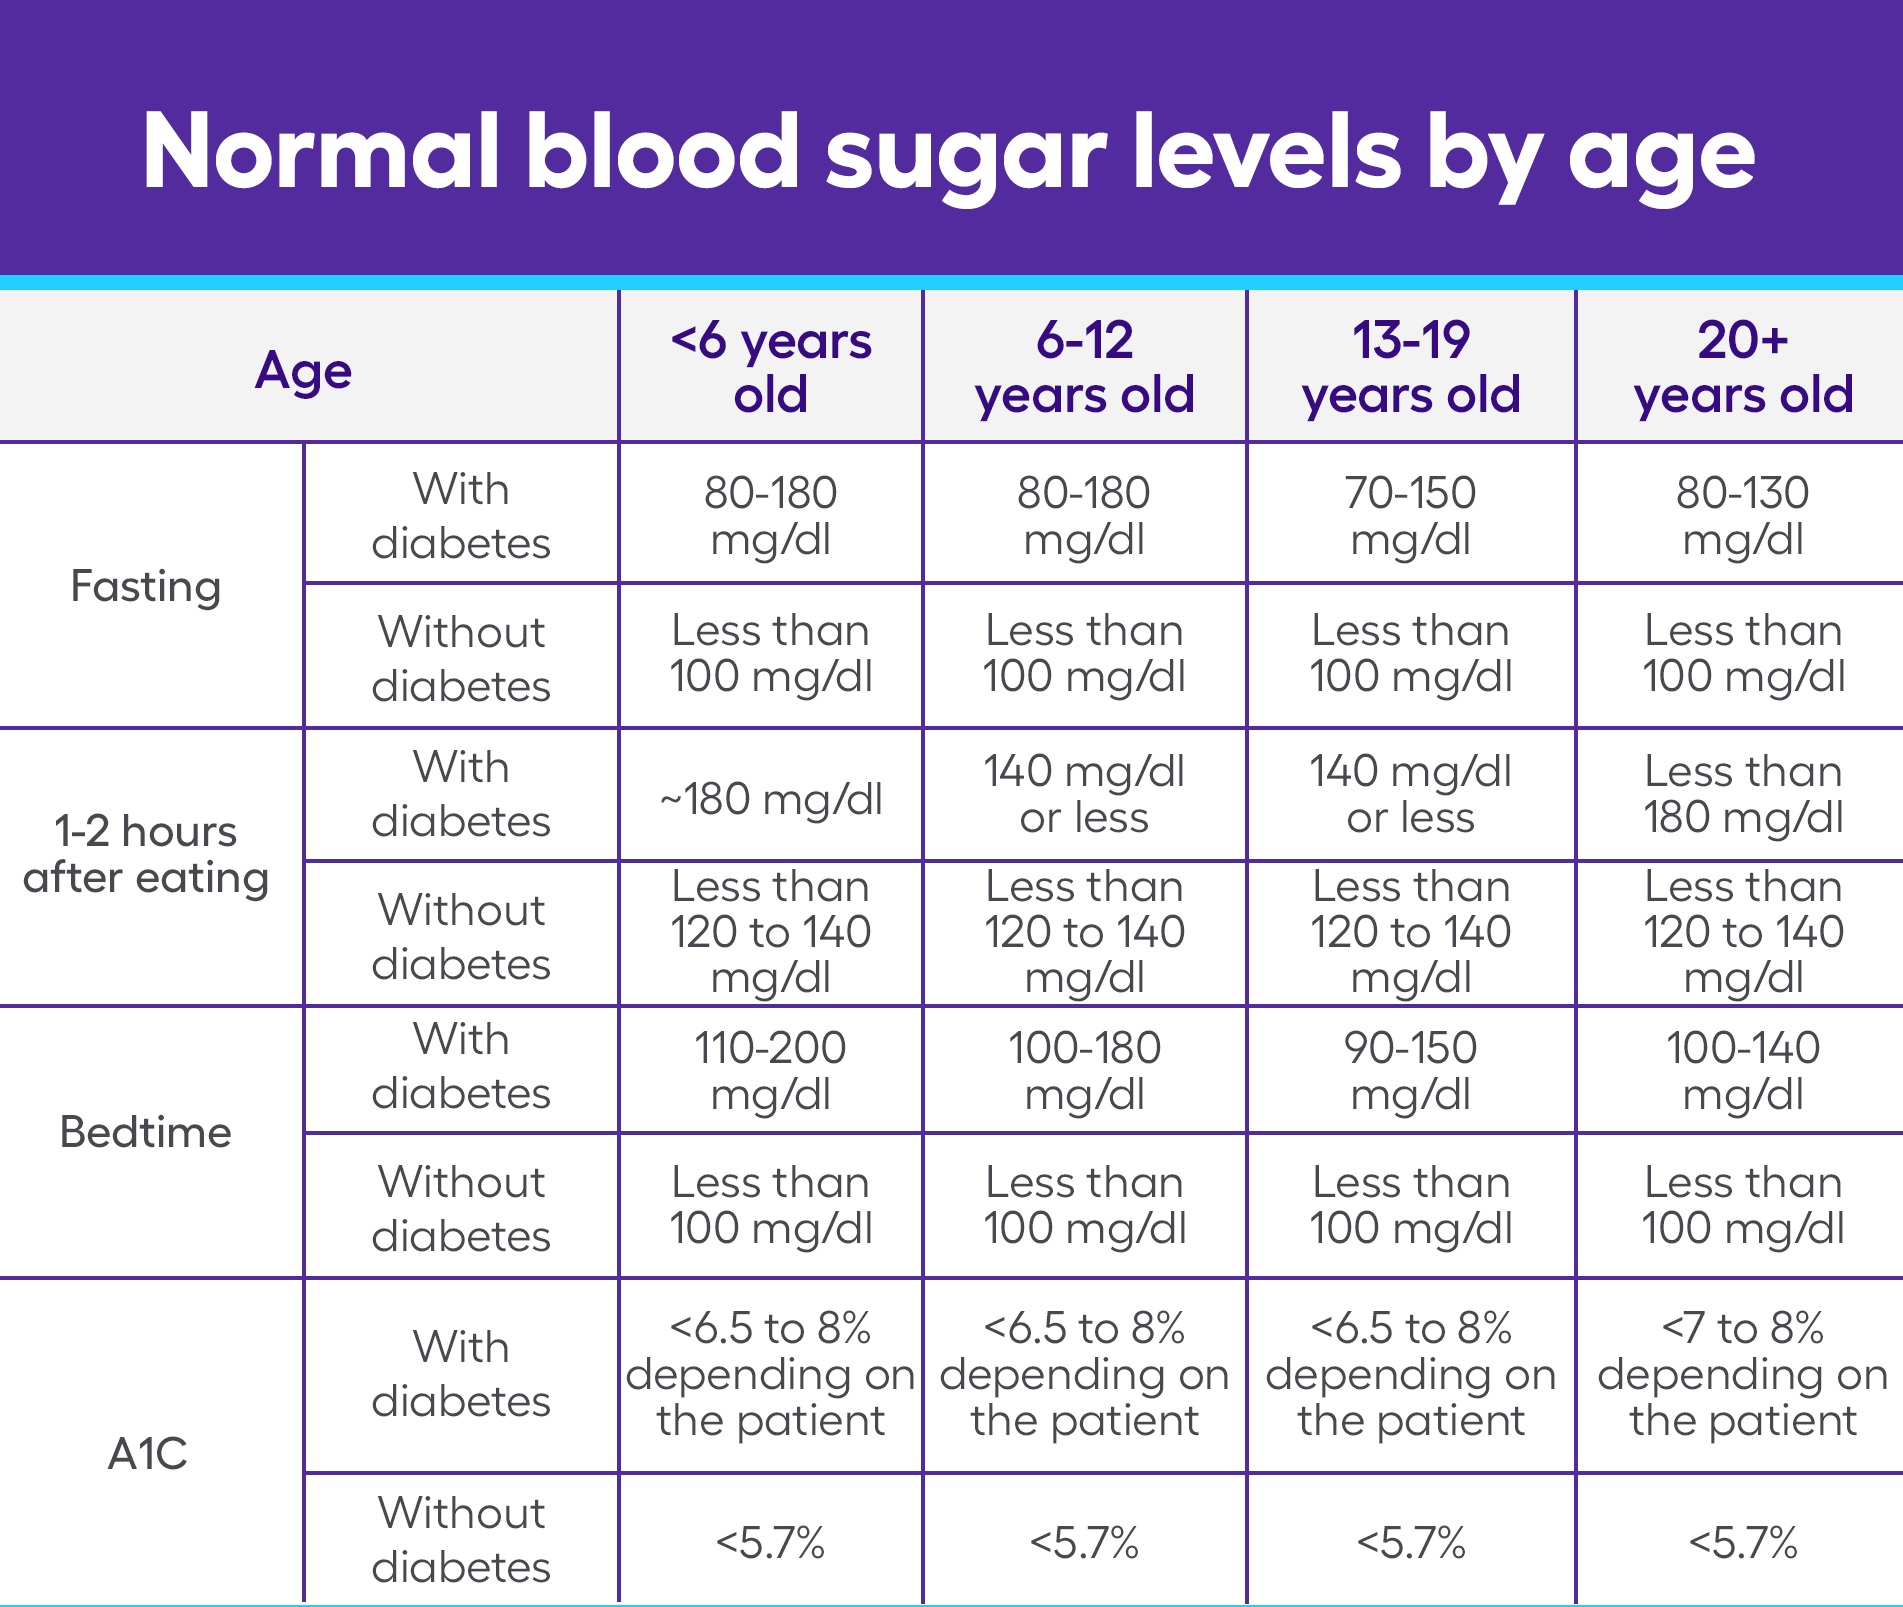 Normal blood sugar levels by age
Age
<6 years
old
6-12
years old
13-19
years old
20+
years old
Fasting
With
diabetes
80-180
mg/dl
80-180
mg/dl
70-150
mg/dl
80-130
mg/dl
Without
diabetes
Less than
100 mg/dl
Less than
100 mg/dl
Less than
100 mg/dl
Less than
100 mg/dl
1-2 hours
after eating
With
diabetes
~180 mg/dl
140 mg/dl
or less
140 mg/dl
or less
Less than
180 mg/dl
Without
diabetes
Less than
120 to 140
mg/dl
Less than
120 to 140
mg/dl
Less than
120 to 140
mg/dl
Less than
120 to 140
mg/dl
Bedtime
With
diabetes
110-200
mg/dl
100-180
mg/dl
90-150
mg/dl
100-140
mg/dl
Without
diabetes
Less than
100 mg/dl
Less than
100 mg/dl
Less than
100 mg/dl
Less than
100 mg/dl
A1C
With
diabetes
<6.5 to 8%
depending on
the patient
<6.5 to 8%
depending on
the patient
<6.5 to 8%
depending on
the patient
<7 to 8%
depending on
the patient
Without
diabetes
<5.7%
<5.7%
<5.7%
<5.7%